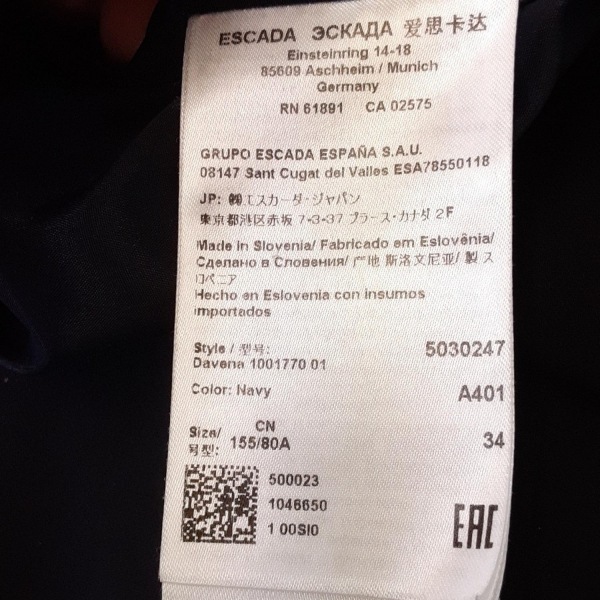 ESCADA ЭСКАДА 爱思卡达
Einsteinring 14-18
85609 Aschheim / Munich
Germany
RN 61891 CA 02575
GRUPO ESCADA ESPAÑA S.A.U.
08147 Sant Cugat del Valles ESA78550118
JP: ㈱エスカーダ・ジャパン
東京都港区赤坂 7-3-37 プラース・カナダ 2F
Made in Slovenia/ Fabricado em Eslovênia/
Сделано в Словения/ 产地 斯洛文尼亚/ 製 ス
ロベニア
Hecho en Eslovenia con insumos
importados
Style / 型号: 5030247
Davena 1001770 01
Color: Navy A401
Size/ CN
号型: 155/80A 34
500023
1046650
1 00SI0
EAC